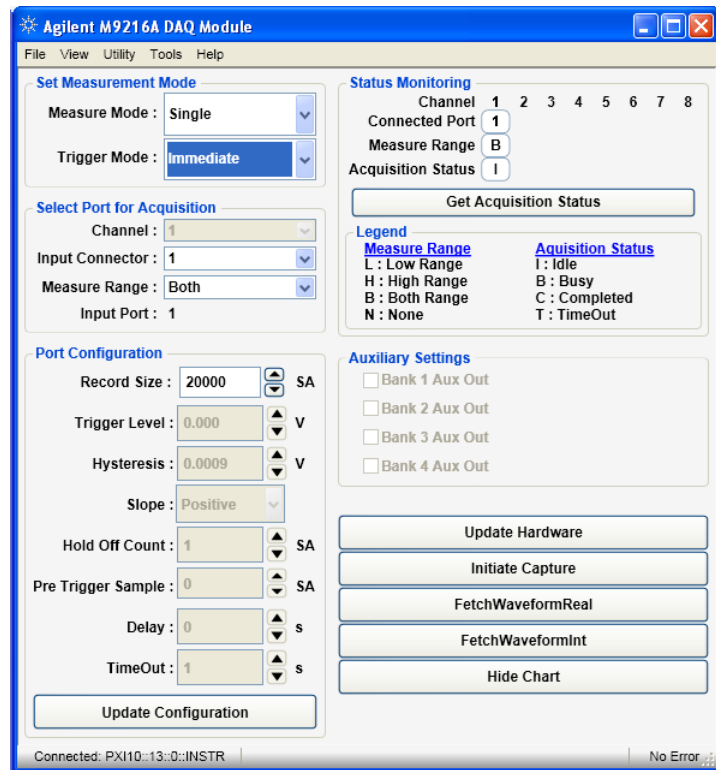 Agilent M9216A DAQ Module
File View Utility Tools Help
Set Measurement Mode
Measure Mode : Single
Trigger Mode : Immediate
Select Port for Acquisition
Channel : 1
Input Connector : 1
Measure Range : Both
Input Port : 1
Port Configuration
Record Size : 20000 SA
Trigger Level : 0.000 V
Hysteresis : 0.0009 V
Slope : Positive
Hold Off Count : 1 SA
Pre Trigger Sample : 0 SA
Delay : 0 s
TimeOut : 1 s
Update Configuration
Status Monitoring
Channel 1 2 3 4 5 6 7 8
Connected Port 1
Measure Range B
Acquisition Status I
Get Acquisition Status
Legend
Measure Range Aquisition Status
L : Low Range I : Idle
H : High Range B : Busy
B : Both Range C : Completed
N : None T : TimeOut
Auxiliary Settings
Bank 1 Aux Out
Bank 2 Aux Out
Bank 3 Aux Out
Bank 4 Aux Out
Update Hardware
Initiate Capture
FetchWaveformReal
FetchWaveformInt
Hide Chart
Connected: PXI10::13::0::INSTR No Error